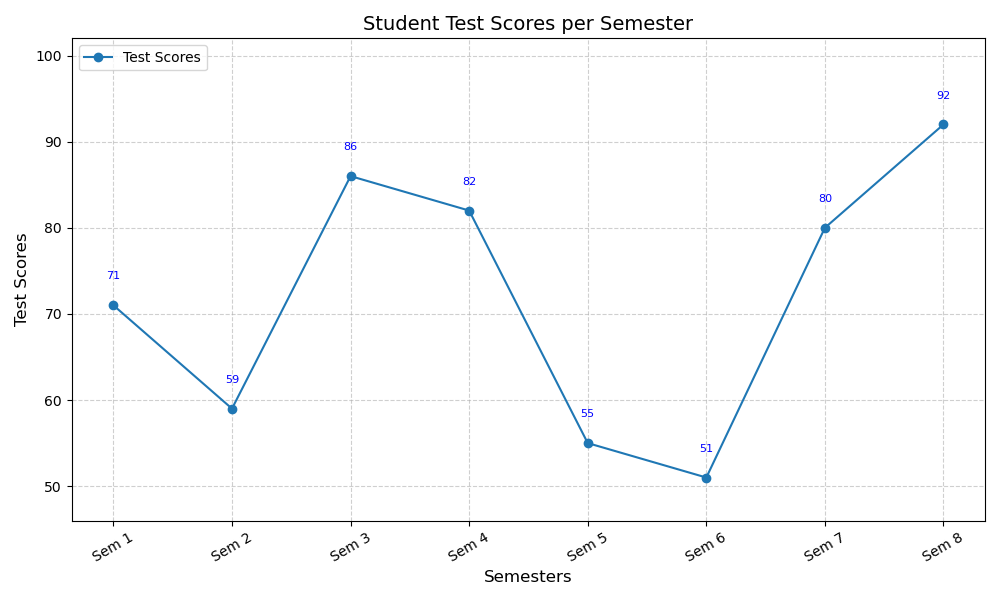 Student Test Scores per Semester
Test Scores
100
90
80
70
60
50
Test Scores
71
59
86
82
55
51
80
92
Sem 1
Sem 2
Sem 3
Sem 4
Sem 5
Sem 6
Sem 7
Sem 8
Semesters